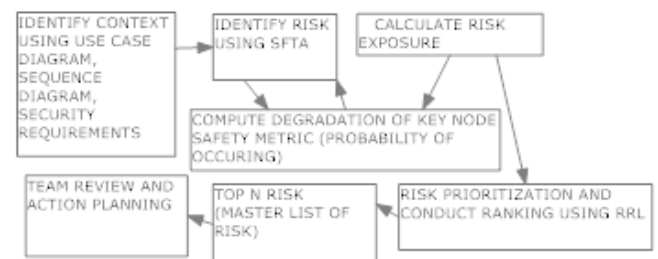 IDENTIFY CONTEXT
USING USE CASE
DIAGRAM,
SEQUENCE
DIAGRAM,
SECURITY
REQUIREMENTS
IDENTIFY RISK
USING SFTA
CALCULATE RISK
EXPOSURE
COMPUTE DEGRADATION OF KEY NODE
SAFETY METRIC (PROBABILITY OF
OCCURING)
TEAM REVIEW AND
ACTION PLANNING
TOP N RISK
(MASTER LIST OF
RISK)
RISK PRIORITIZATION AND
CONDUCT RANKING USING RRL